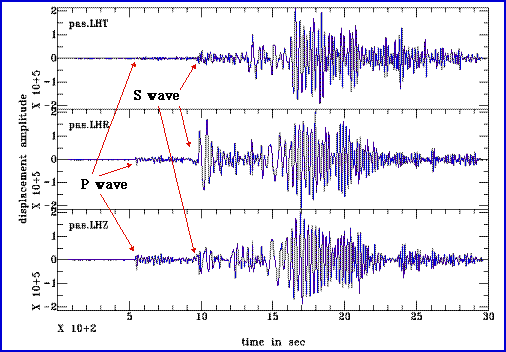 pas.LHT
2
1
0
-1
-2
X 10+5
S wave
displacement amplitude
pas.LHR
2
1
0
-1
-2
X 10+5
P wave
pas.LHZ
2
1
0
-1
-2
X 10+5
5 10 15 20 25 30
X 10+2
time in sec